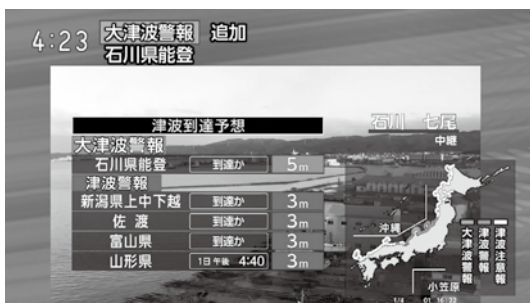 4:23 大津波警報 追加
石川県能登
津波到達予想
石川 七尾
中継
大津波警報
石川県能登 到達か 5m
津波警報
新潟県上中下越 到達か 3m
佐渡 到達か 3m
富山県 到達か 3m
山形県 1日午後 4:40 3m
沖縄
小笠原
大津波警報
津波警報
津波注意報
1/4